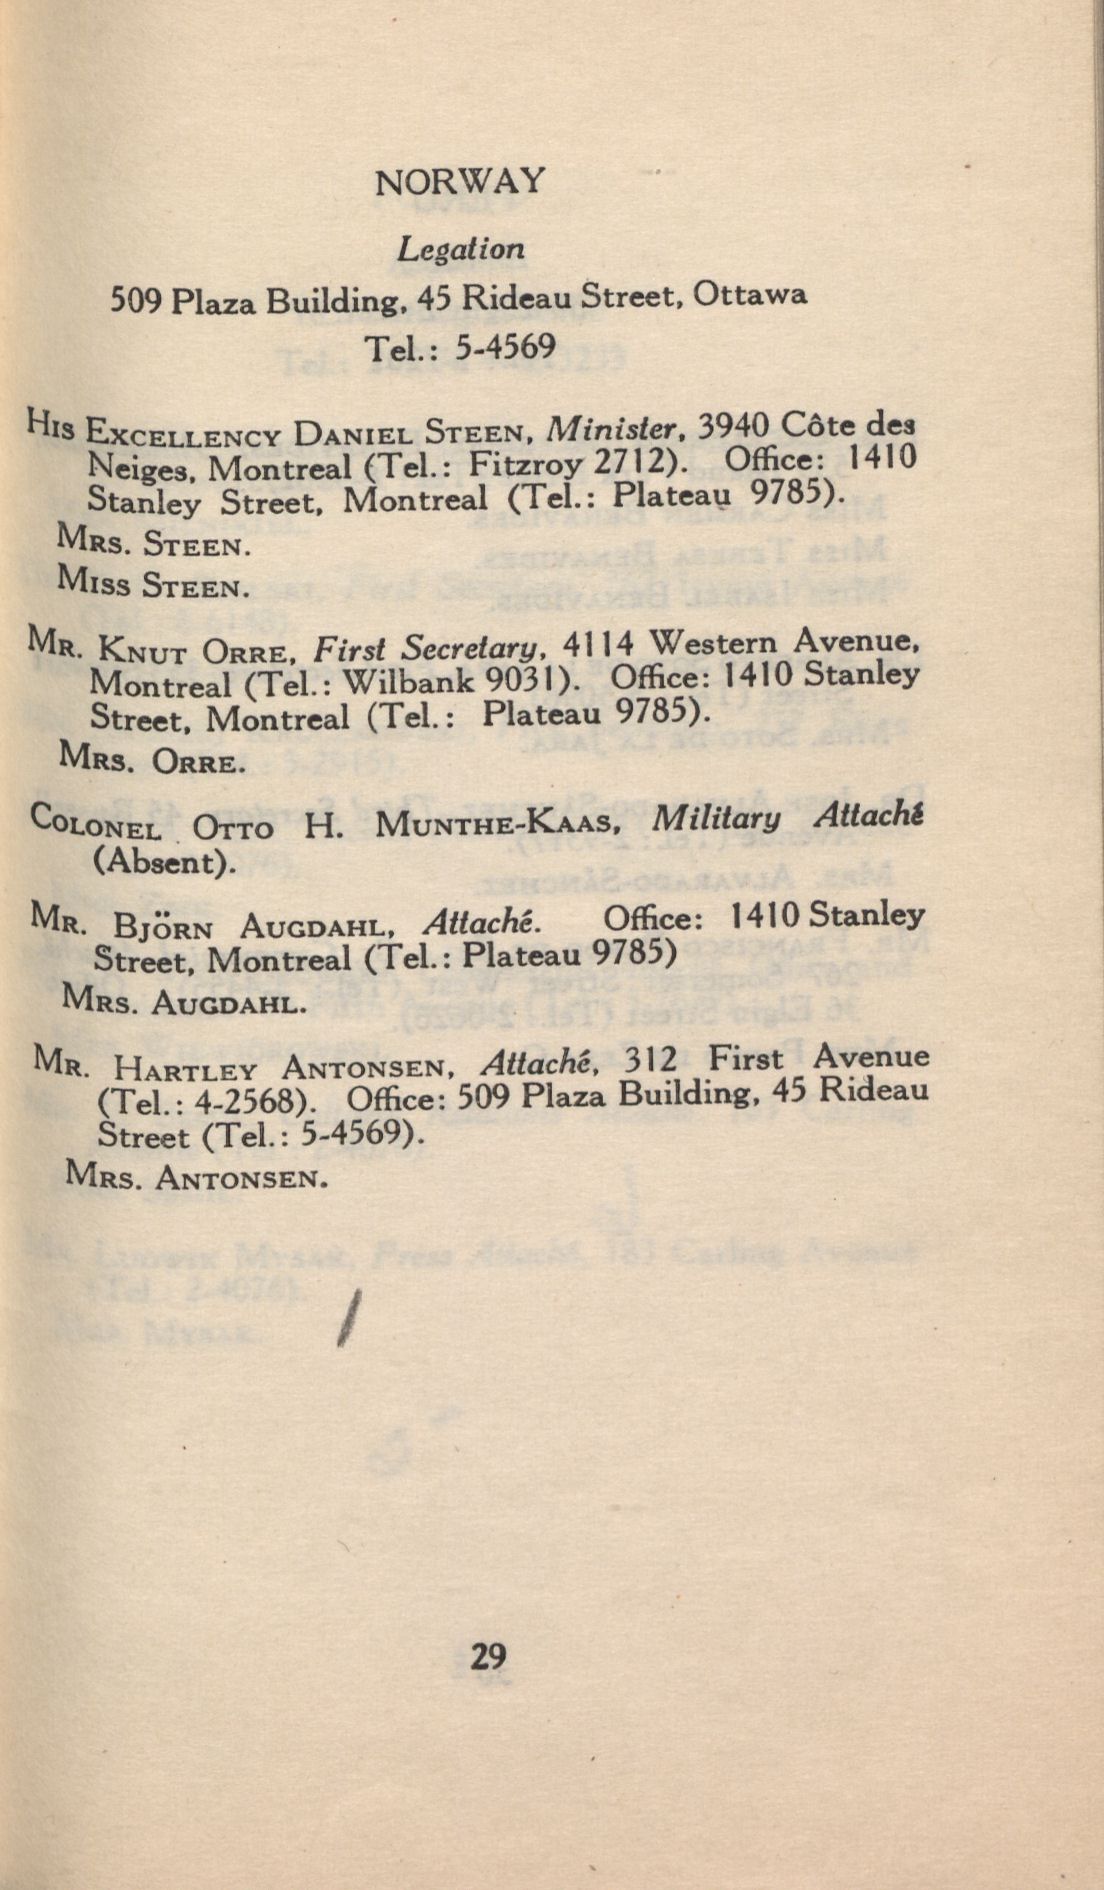 NORWAY
Legation
509 Plaza Building, 45 Rideau Street, Ottawa
Tel.: 5-4569
HIS EXCELLENCY DANIEL STEEN, Minister, 3940 Côte des
Neiges, Montreal (Tel.: Fitzroy 2712). Office: 1410
Stanley Street, Montreal (Tel.: Plateau 9785).
MRS. STEEN.
MISS STEEN.
MR. KNUT ORRE, First Secretary, 4114 Western Avenue,
Montreal (Tel.: Wilbank 9031). Office: 1410 Stanley
Street, Montreal (Tel.: Plateau 9785).
MRS. ORRE.
COLONEL OTTO H. MUNTHE-KAAS, Military Attaché
(Absent).
MR. BJÖRN AUGDAHL, Attaché. Office: 1410 Stanley
Street, Montreal (Tel.: Plateau 9785)
MRS. AUGDAHL.
MR. HARTLEY ANTONSEN, Attaché, 312 First Avenue
(Tel.: 4-2568). Office: 509 Plaza Building, 45 Rideau
Street (Tel.: 5-4569).
MRS. ANTONSEN.
29